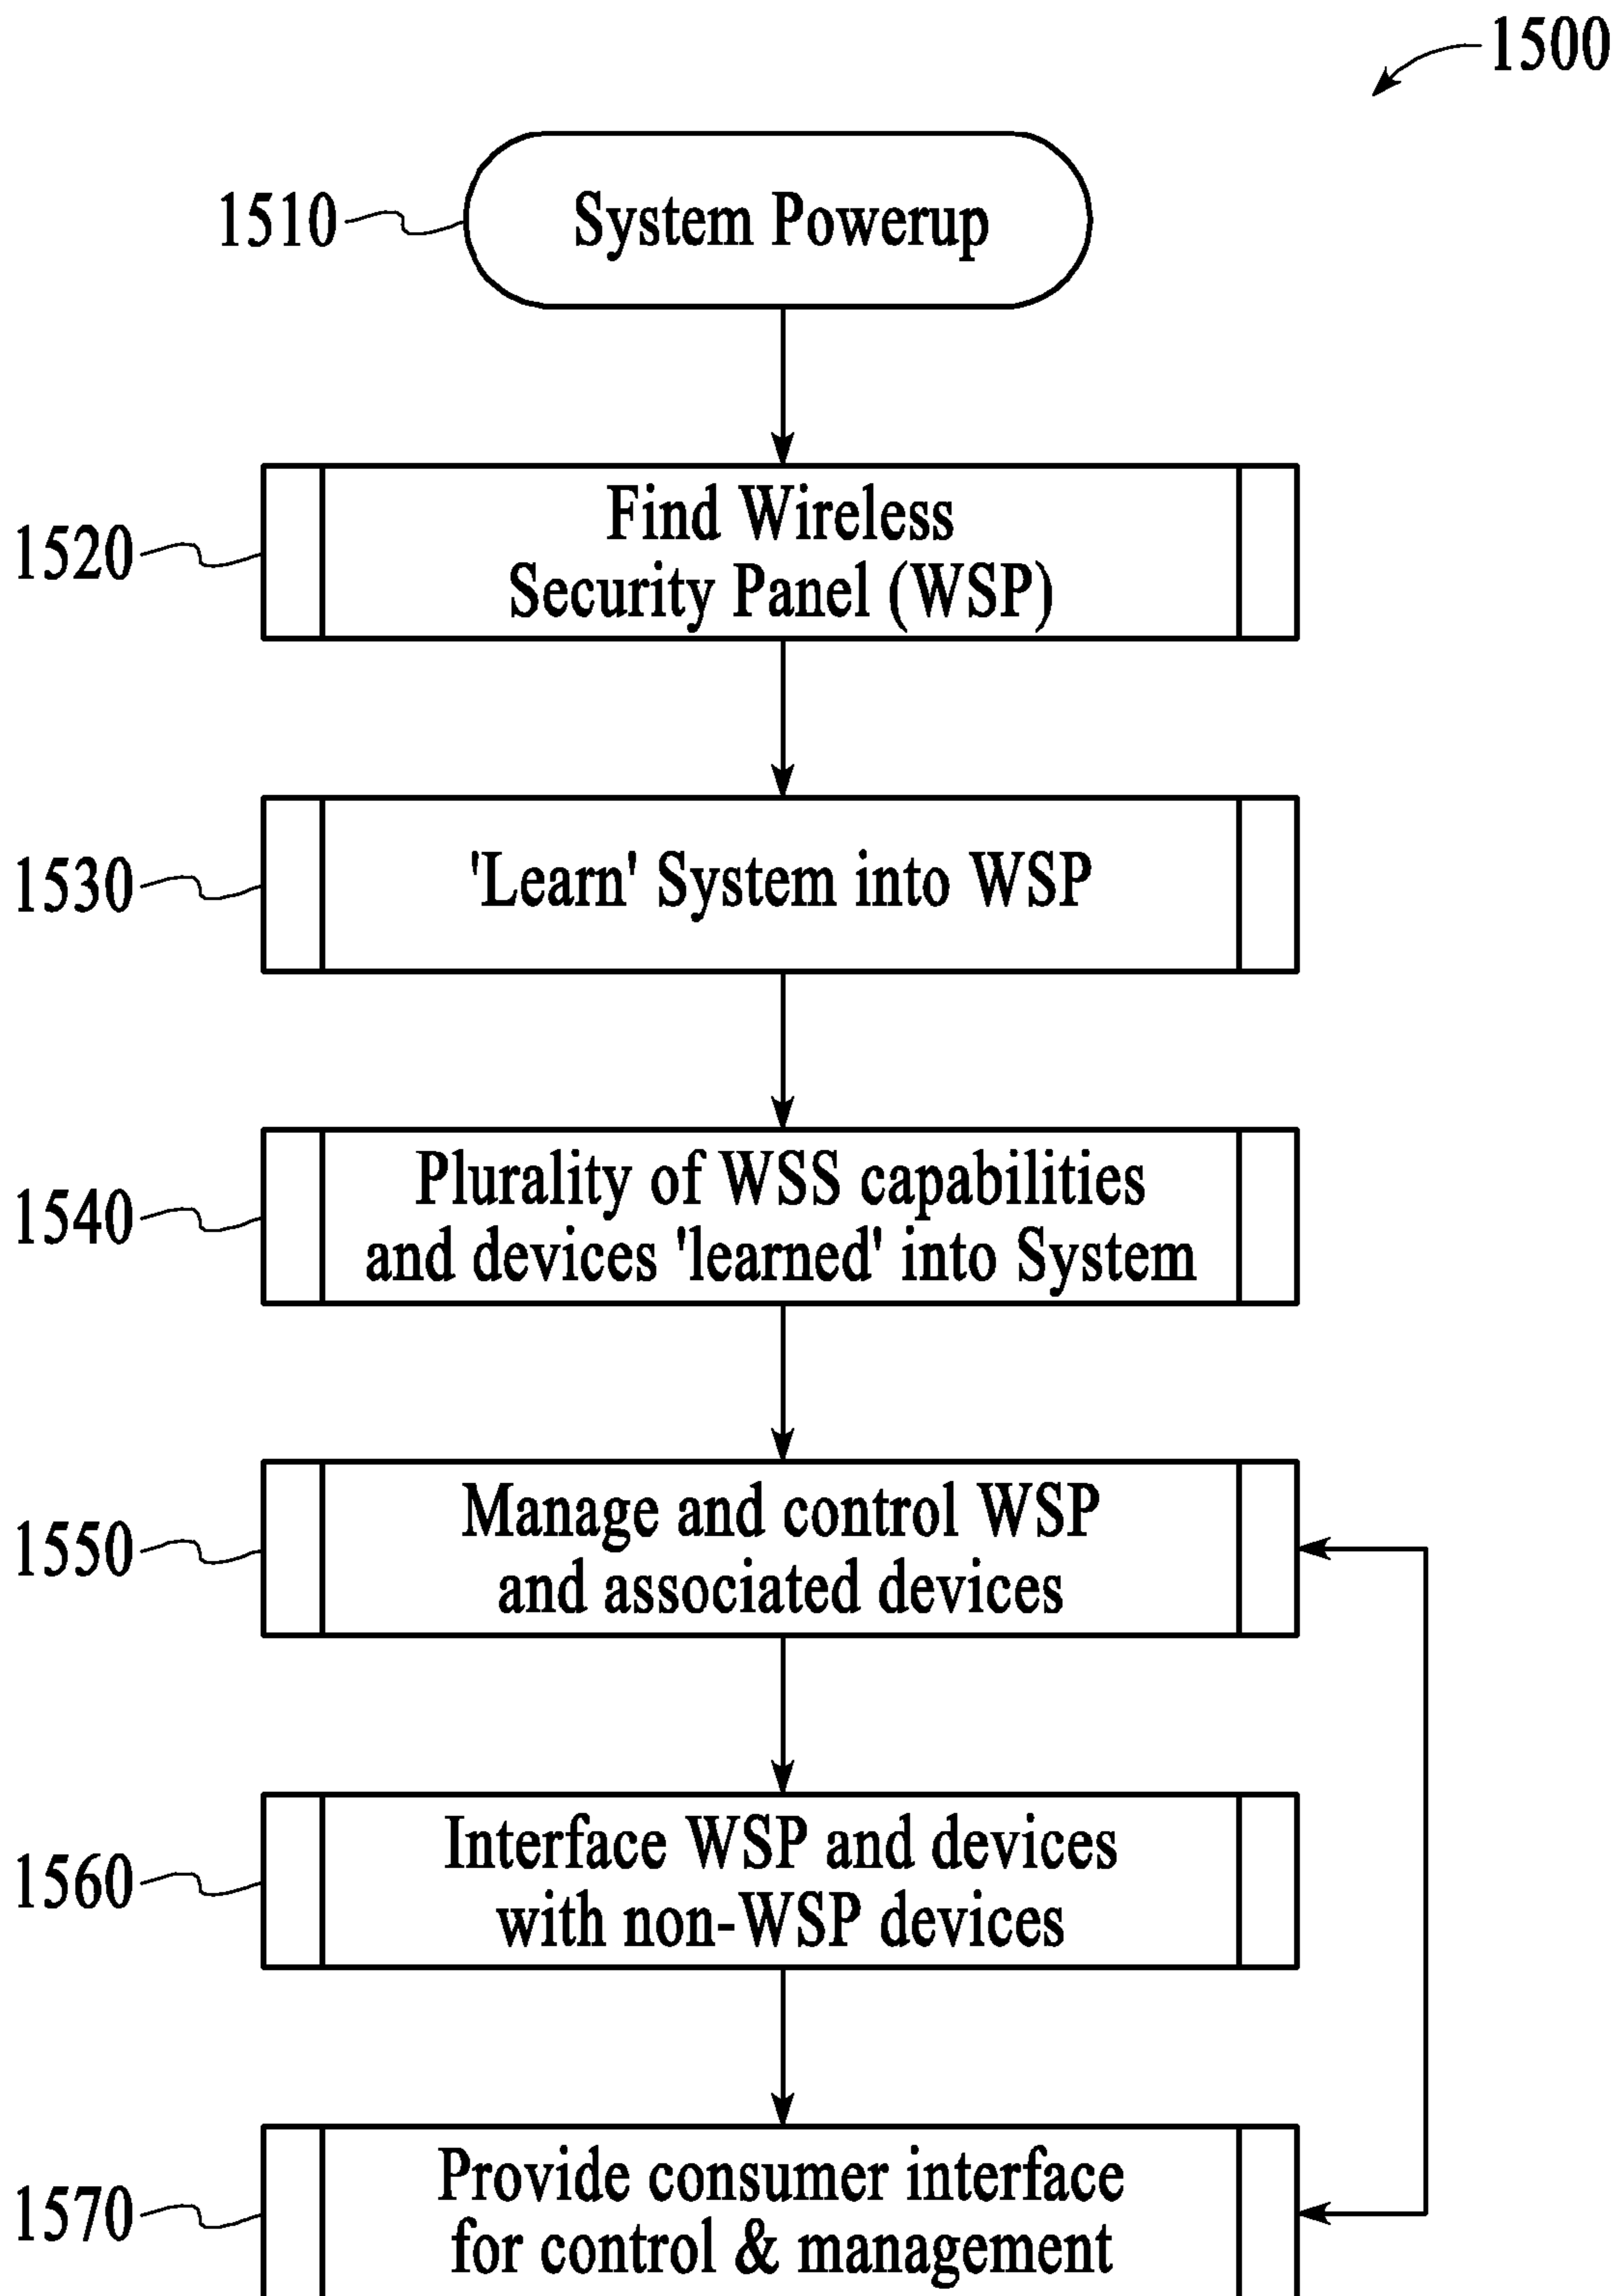 1500
1510
System Powerup
1520
Find Wireless
Security Panel (WSP)
1530
'Learn' System into WSP
1540
Plurality of WSS capabilities
and devices 'learned' into System
1550
Manage and control WSP
and associated devices
1560
Interface WSP and devices
with non-WSP devices
1570
Provide consumer interface
for control & management